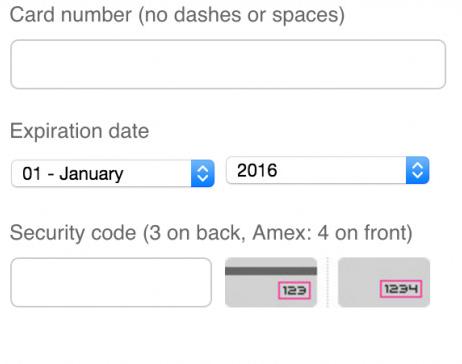 Card number (no dashes or spaces)
Expiration date
01 - January 2016
Security code (3 on back, Amex: 4 on front)
123 1234